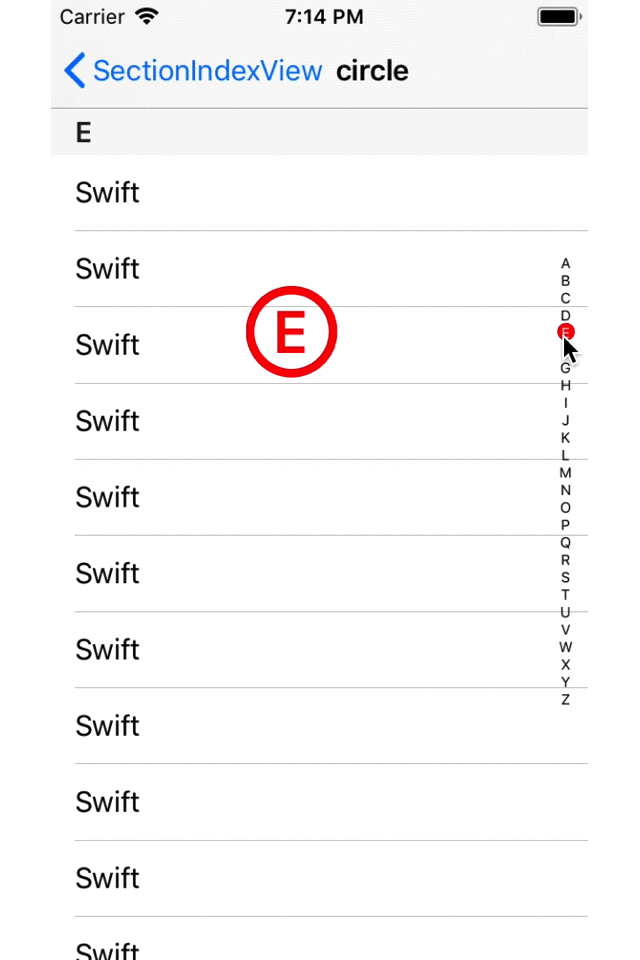 Carrier 7:14 PM
SectionIndexView circle
E
Swift
Swift
E
Swift
Swift
Swift
Swift
Swift
Swift
Swift
Swift
Swift
A
B
C
D
E
G
H
I
J
K
L
M
N
O
P
Q
R
S
T
U
V
W
X
Y
Z